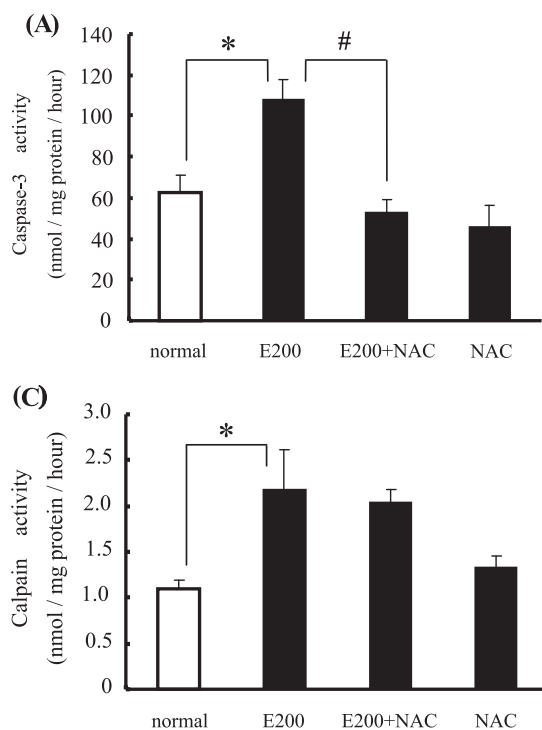 (A)
Caspase-3 activity
(nmol / mg protein / hour)
140
120
100
80
60
40
20
0
*
#
normal E200 E200+NAC NAC
(C)
Calpain activity
(nmol / mg protein / hour)
3.0
2.5
2.0
1.5
1.0
0.5
0
*
normal E200 E200+NAC NAC